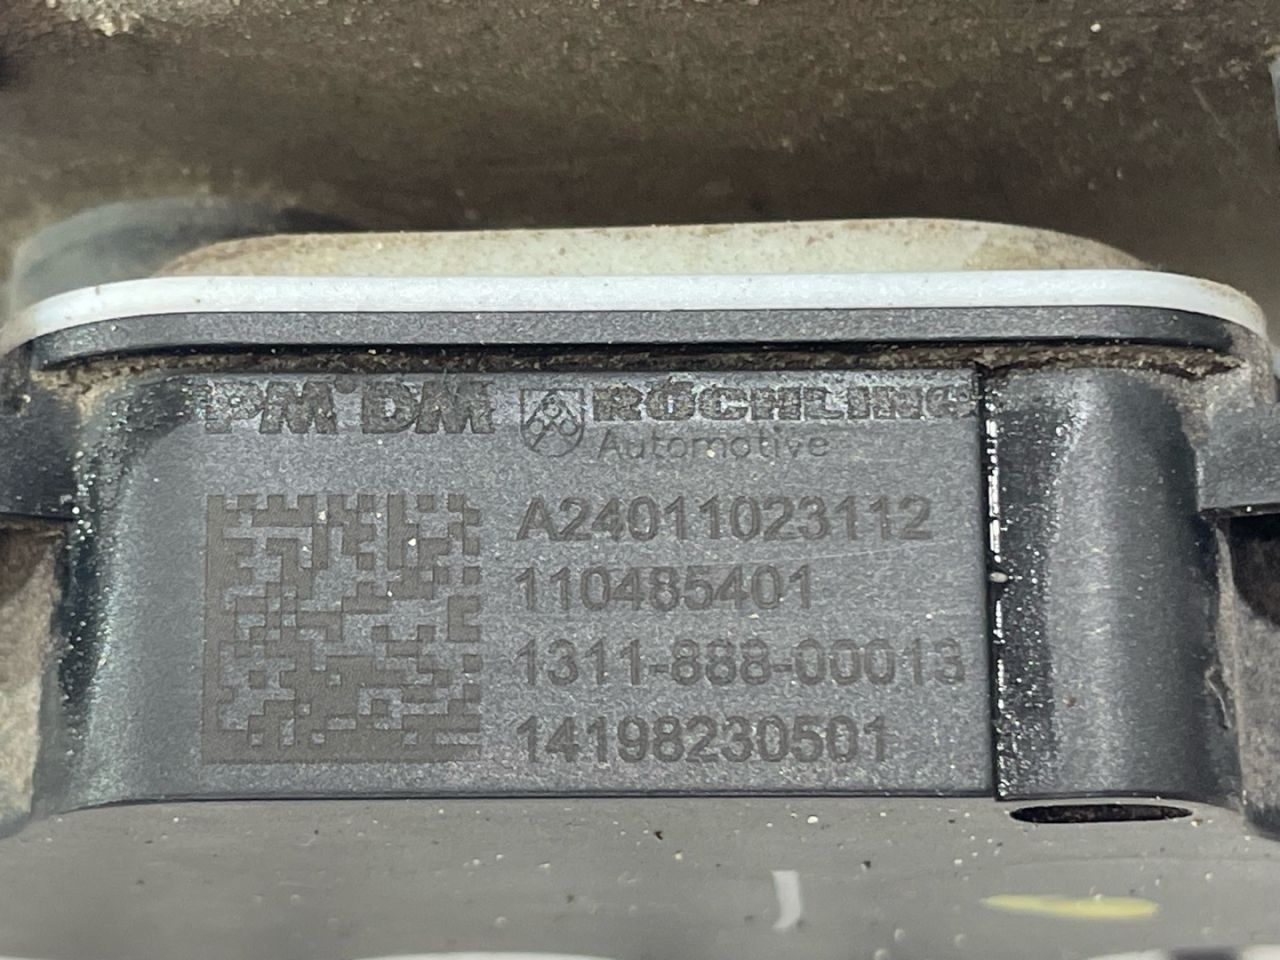 PM DM RÖCHLING
Automotive
A24011023112
110485401
1311-888-00013
14198230501